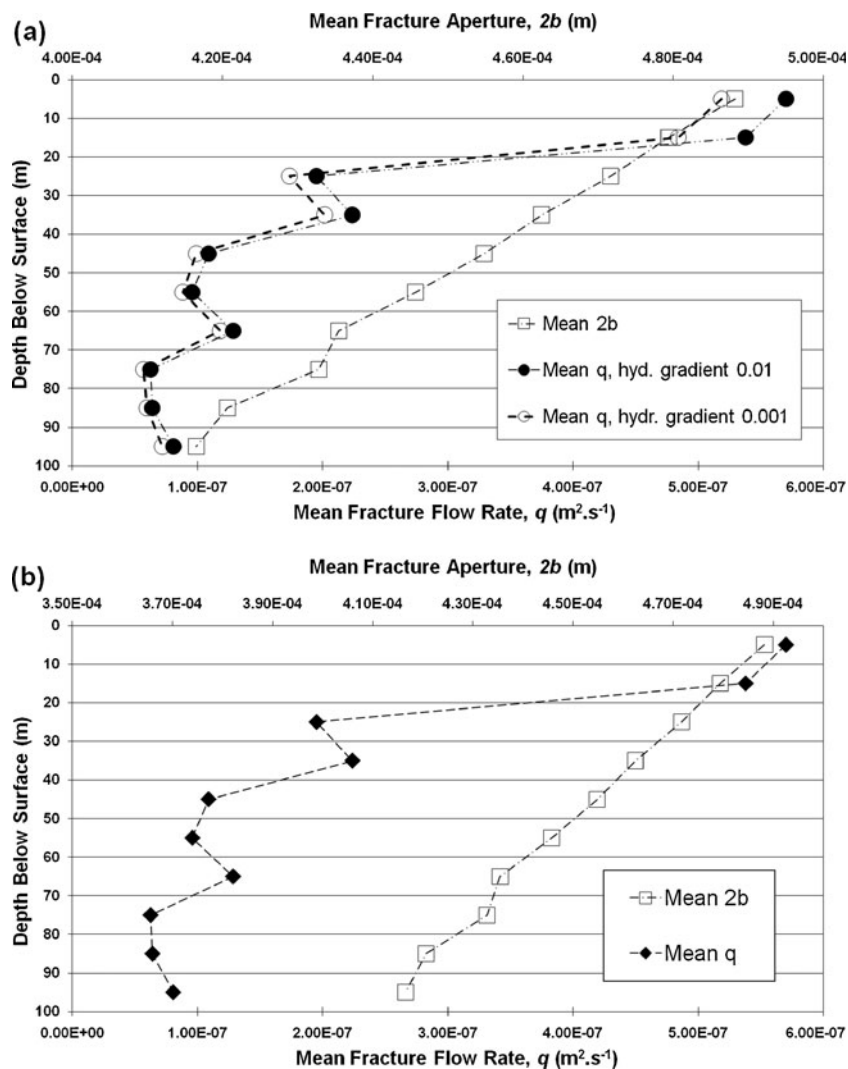 (a)
Mean Fracture Aperture, 2b (m)
4.00E-04 4.20E-04 4.40E-04 4.60E-04 4.80E-04 5.00E-04
Depth Below Surface (m)
0
10
20
30
40
50
60
70
80
90
100
Mean 2b
Mean q, hyd. gradient 0.01
Mean q, hydr. gradient 0.001
0.00E+00 1.00E-07 2.00E-07 3.00E-07 4.00E-07 5.00E-07 6.00E-07
Mean Fracture Flow Rate, q (m².s⁻¹)
(b)
Mean Fracture Aperture, 2b (m)
3.50E-04 3.70E-04 3.90E-04 4.10E-04 4.30E-04 4.50E-04 4.70E-04 4.90E-04
Depth Below Surface (m)
0
10
20
30
40
50
60
70
80
90
100
Mean 2b
Mean q
0.00E+00 1.00E-07 2.00E-07 3.00E-07 4.00E-07 5.00E-07 6.00E-07
Mean Fracture Flow Rate, q (m².s⁻¹)